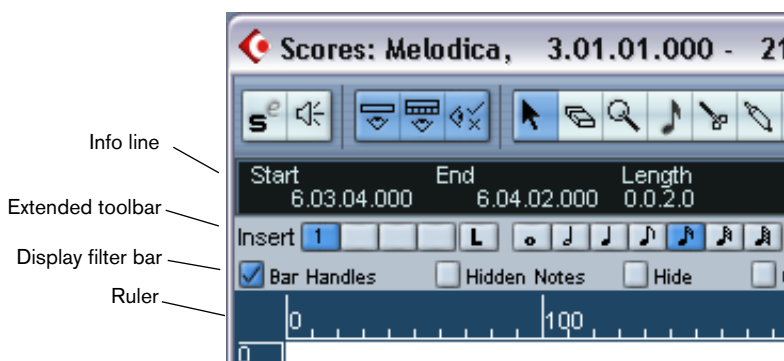 Scores: Melodica, 3.01.01.000 - 21
se
Info line
Start End Length
6.03.04.000 6.04.02.000 0.0.2.0
Extended toolbar
Insert 1 L
Display filter bar
Bar Handles Hidden Notes Hide
Ruler
0 100
0